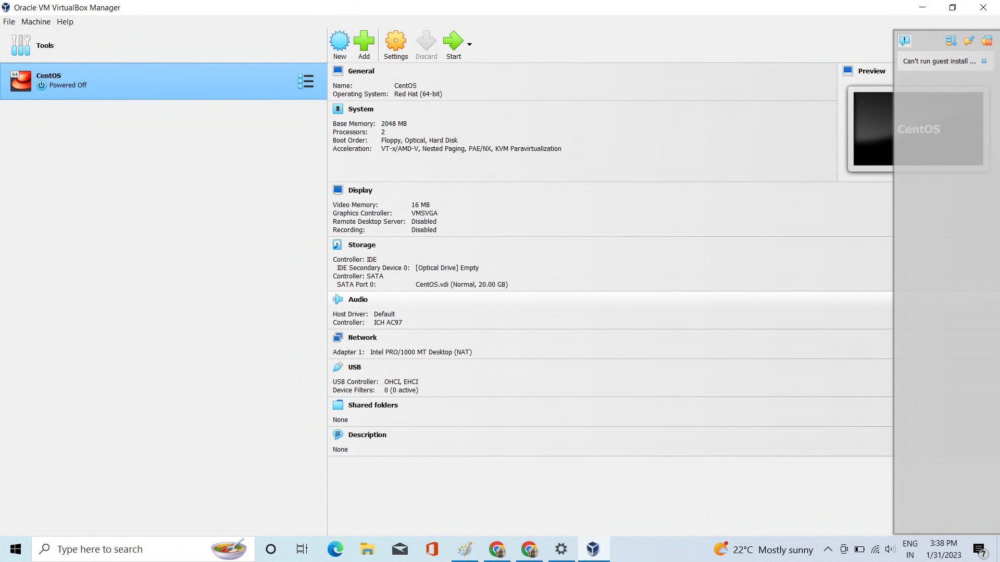 Oracle VM VirtualBox Manager
File Machine Help
Tools
64
CentOS
Powered Off
New
Add
Settings
Discard
Start
General
Name: CentOS
Operating System: Red Hat (64-bit)
System
Base Memory: 2048 MB
Processors: 2
Boot Order: Floppy, Optical, Hard Disk
Acceleration: VT-x/AMD-V, Nested Paging, PAE/NX, KVM Paravirtualization
Preview
CentOS
Can't run guest install ...
Display
Video Memory: 16 MB
Graphics Controller: VMSVGA
Remote Desktop Server: Disabled
Recording: Disabled
Storage
Controller: IDE
IDE Secondary Device 0: [Optical Drive] Empty
Controller: SATA
SATA Port 0: CentOS.vdi (Normal, 20.00 GB)
Audio
Host Driver: Default
Controller: ICH AC97
Network
Adapter 1: Intel PRO/1000 MT Desktop (NAT)
USB
USB Controller: OHCI, EHCI
Device Filters: 0 (0 active)
Shared folders
None
Description
None
Type here to search
22°C Mostly sunny
ENG
IN
3:38 PM
1/31/2023
7